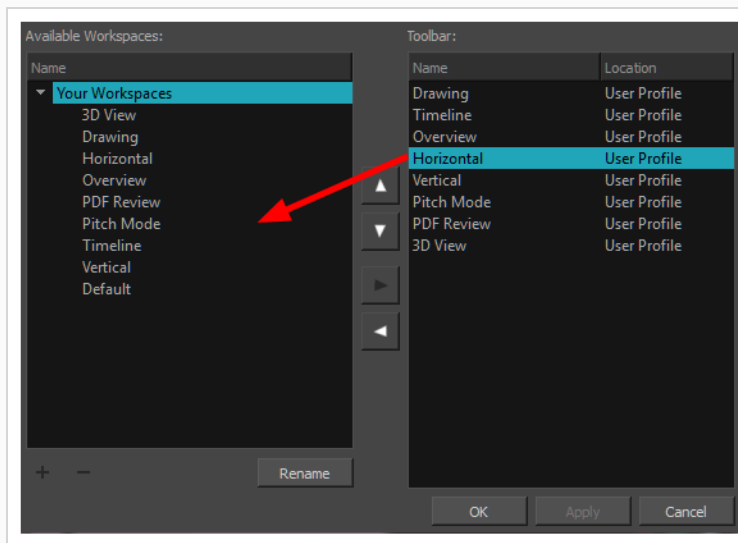 Available Workspaces:
Name
Your Workspaces
3D View
Drawing
Horizontal
Overview
PDF Review
Pitch Mode
Timeline
Vertical
Default
Rename
Toolbar:
Name Location
Drawing User Profile
Timeline User Profile
Overview User Profile
Horizontal User Profile
Vertical User Profile
Pitch Mode User Profile
PDF Review User Profile
3D View User Profile
OK Apply Cancel